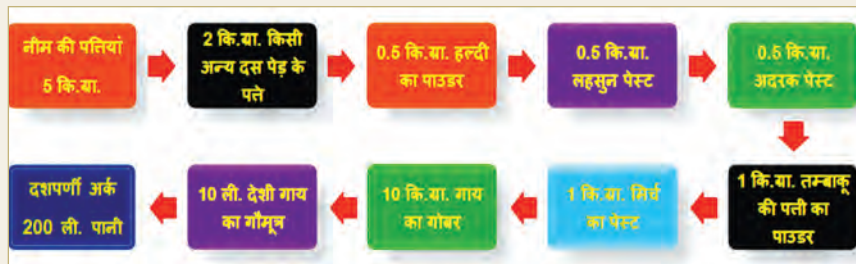 नीम की पत्तियां
5 कि.ग्रा.
2 कि.ग्रा. किसी
अन्य दस पेड़ के
पत्ते
0.5 कि.ग्रा. हल्दी
का पाउडर
0.5 कि.ग्रा.
लहसुन पेस्ट
0.5 कि.ग्रा.
अदरक पेस्ट
1 कि.ग्रा. तम्बाकू
की पत्ती का
पाउडर
1 कि.ग्रा. मिर्च
का पेस्ट
10 कि.ग्रा. गाय
का गोबर
10 ली. देशी गाय
का गौमूत्र
दशपर्णी अर्क
200 ली. पानी